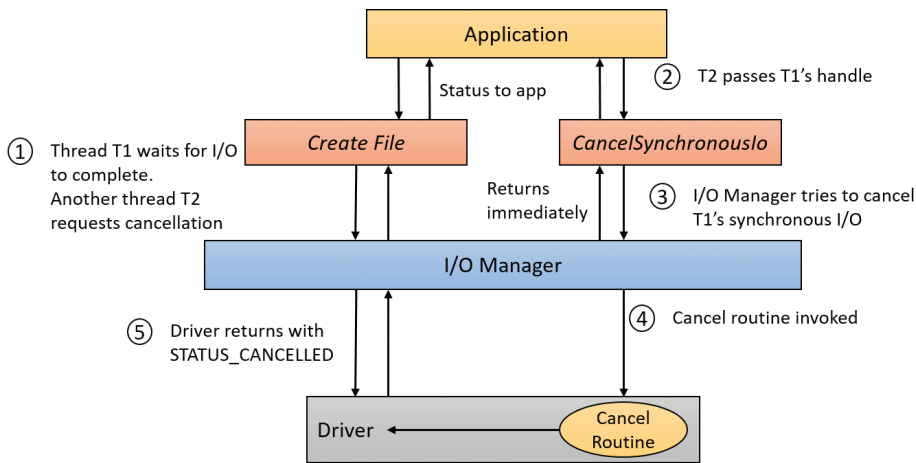 Application
② T2 passes T1's handle
Status to app
① Thread T1 waits for I/O
to complete.
Another thread T2
requests cancellation
Create File
CancelSynchronousIo
Returns
immediately
③ I/O Manager tries to cancel
T1's synchronous I/O
I/O Manager
⑤ Driver returns with
STATUS_CANCELLED
④ Cancel routine invoked
Driver
Cancel
Routine